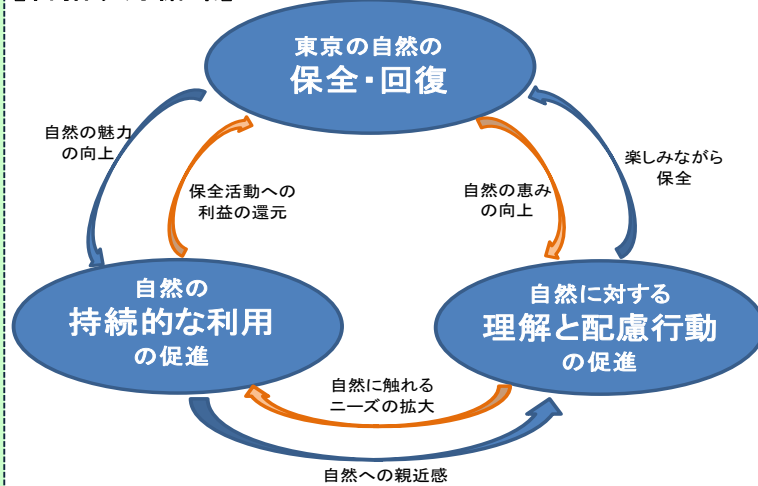 東京の自然の
保全・回復
自然の魅力
の向上
保全活動への
利益の還元
自然の恵み
の向上
楽しみながら
保全
自然の
持続的な利用
の促進
自然に対する
理解と配慮行動
の促進
自然に触れる
ニーズの拡大
自然への親近感